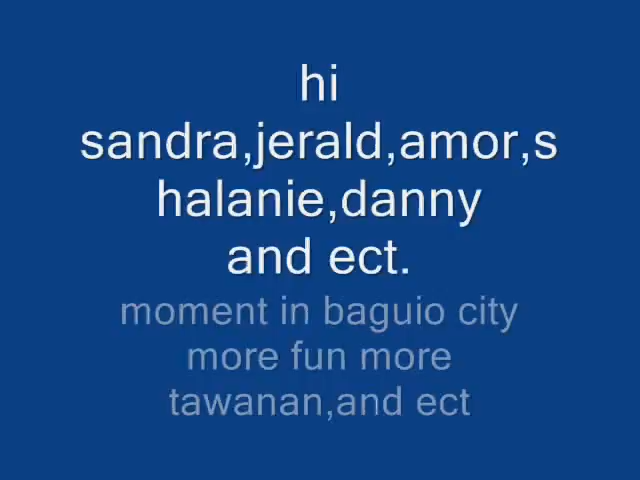 hi
sandra,jerald,amor,s
halanie,danny
and ect.
moment in baguio city
more fun more
tawanan,and ect